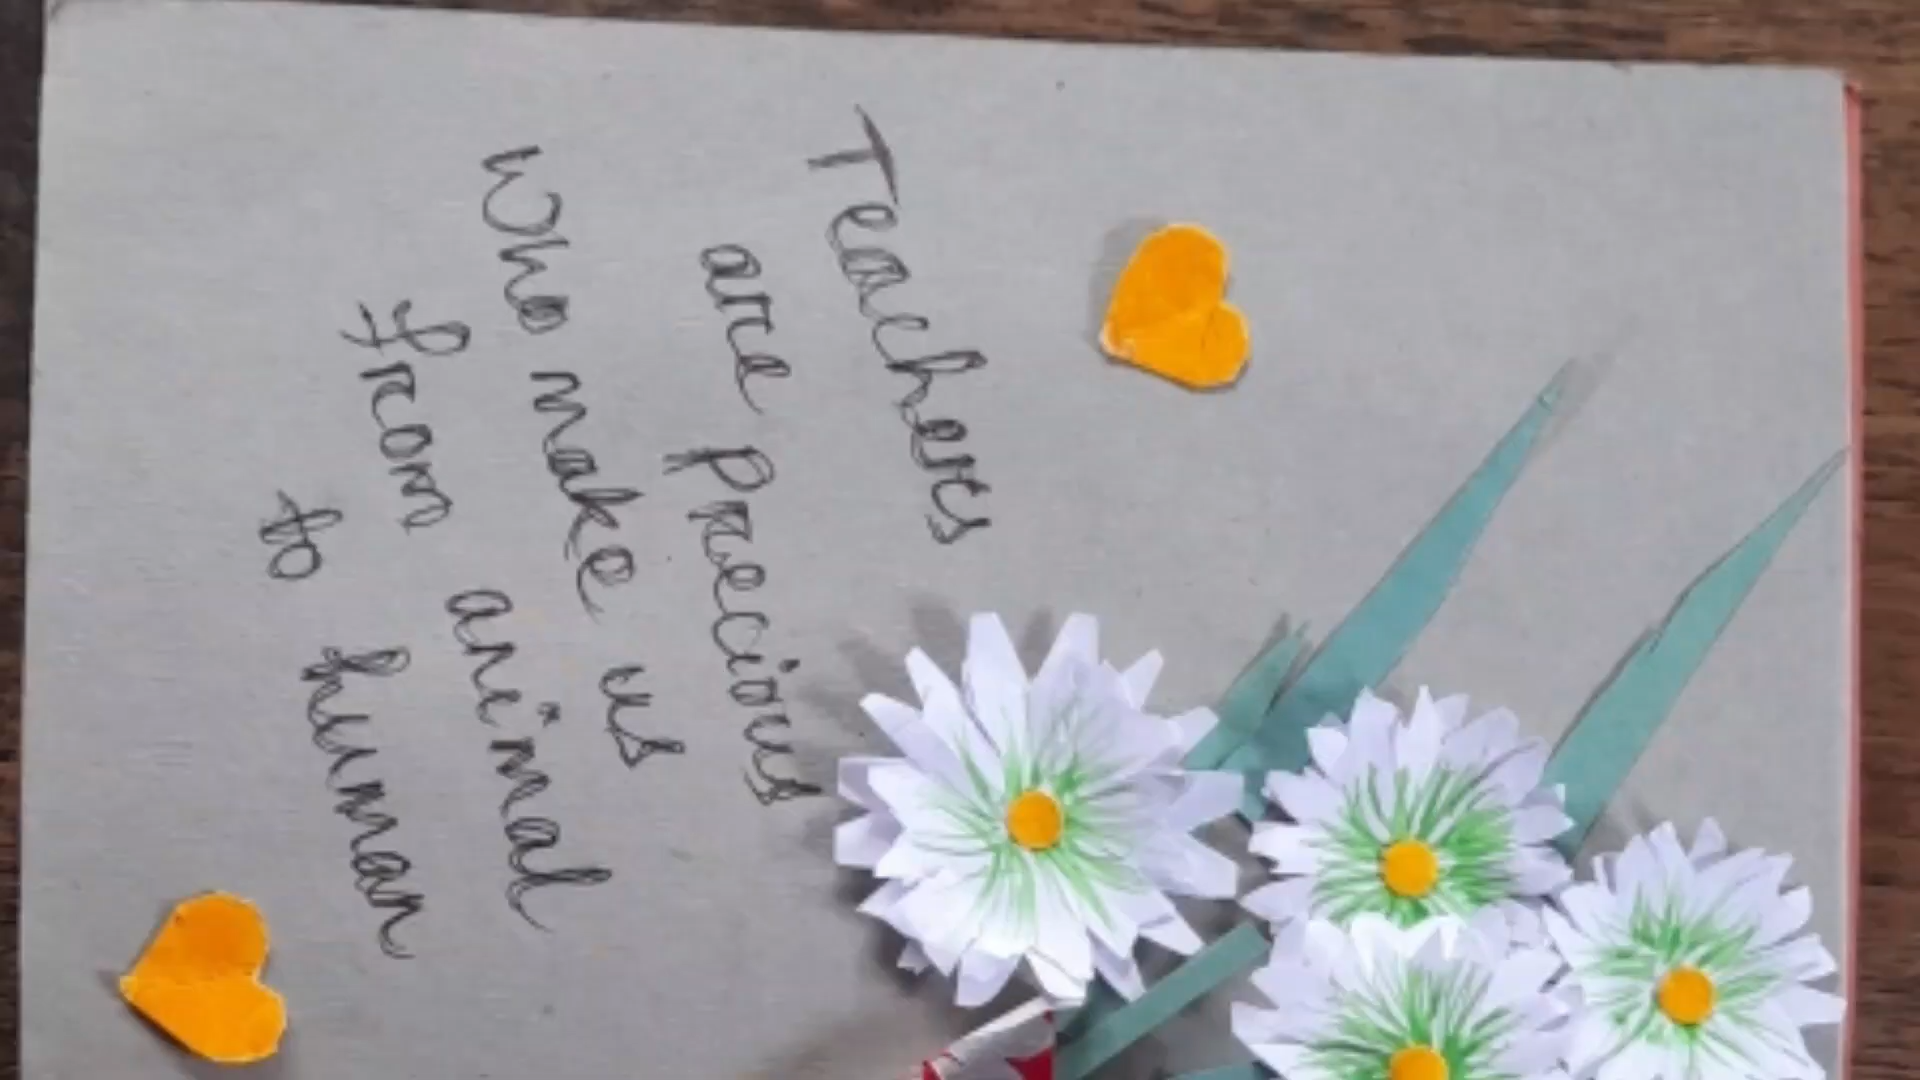 Teachers
are Precious
Who make us
from animal
to human